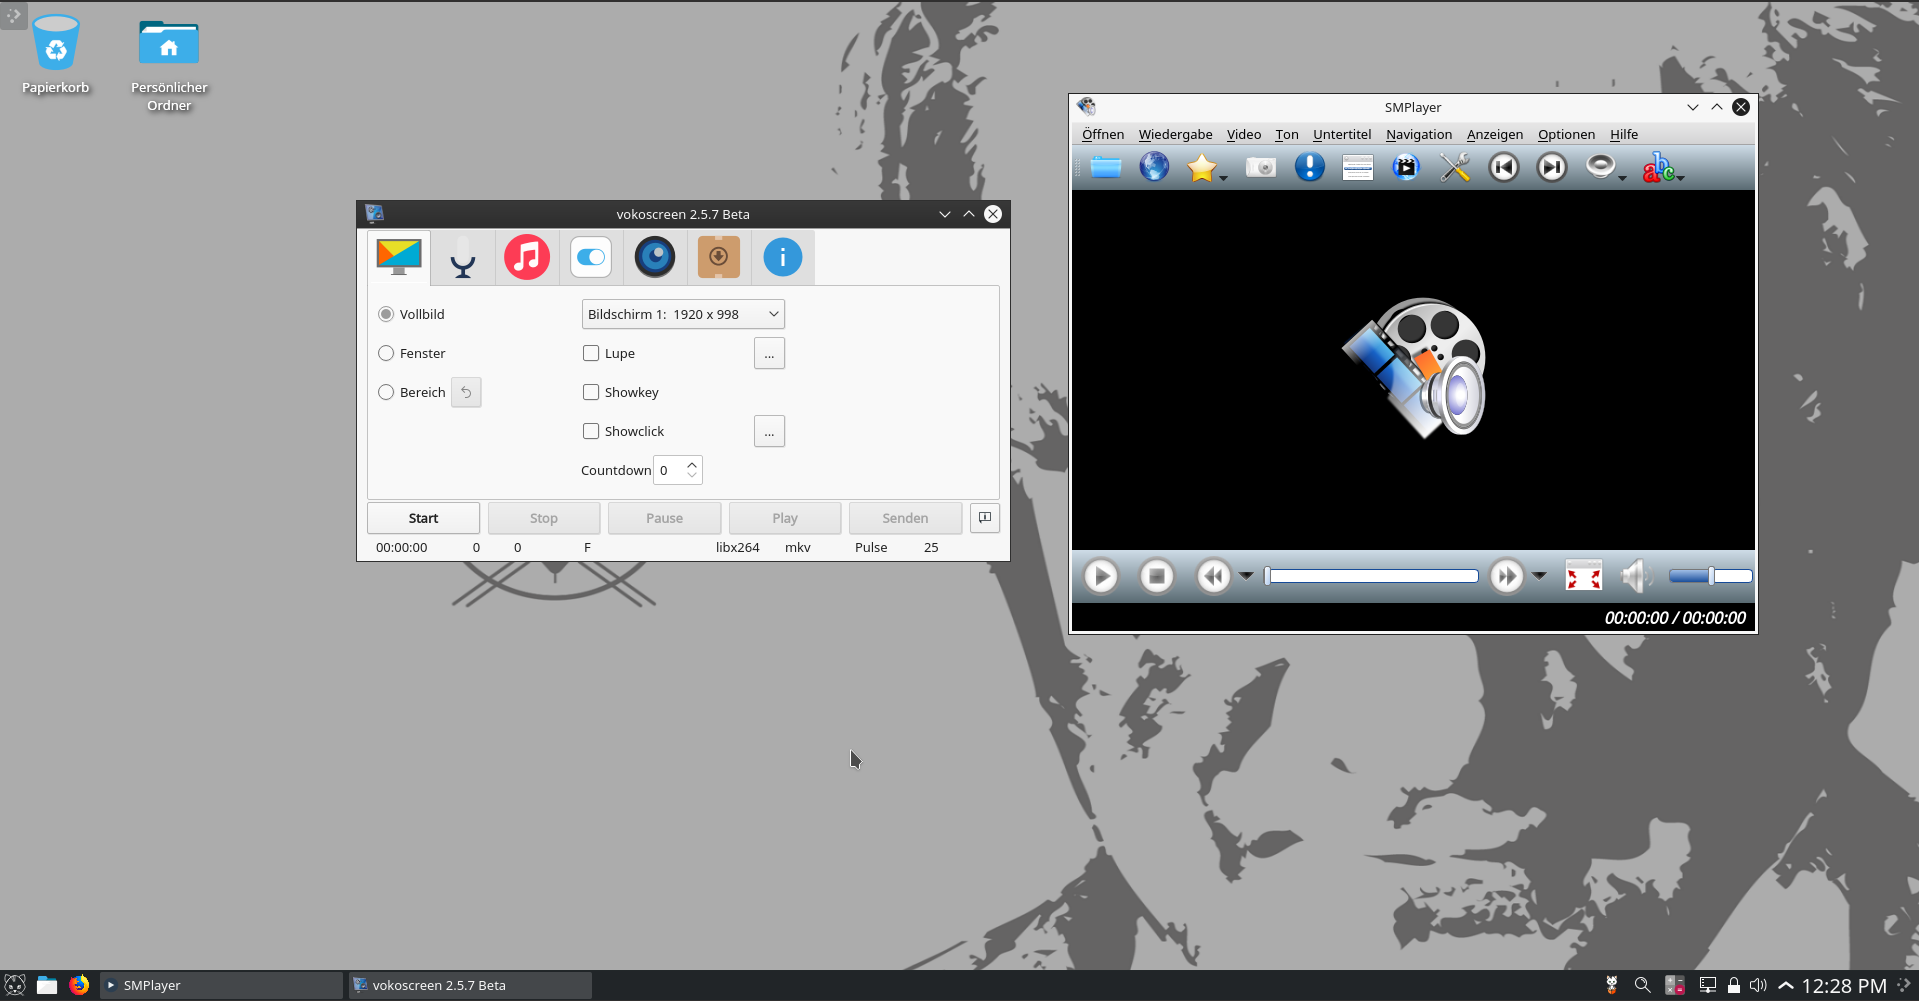 Papierkorb
Persönlicher
Ordner
vokoscreen 2.5.7 Beta
Vollbild
Bildschirm 1: 1920 x 998
Fenster
Lupe
...
Bereich
Showkey
Showclick
...
Countdown 0
Start
Stop
Pause
Play
Senden
00:00:00 0 0 F libx264 mkv Pulse 25
SMPlayer
Öffnen Wiedergabe Video Ton Untertitel Navigation Anzeigen Optionen Hilfe
abc
00:00:00 / 00:00:00
SMPlayer
vokoscreen 2.5.7 Beta
12:28 PM